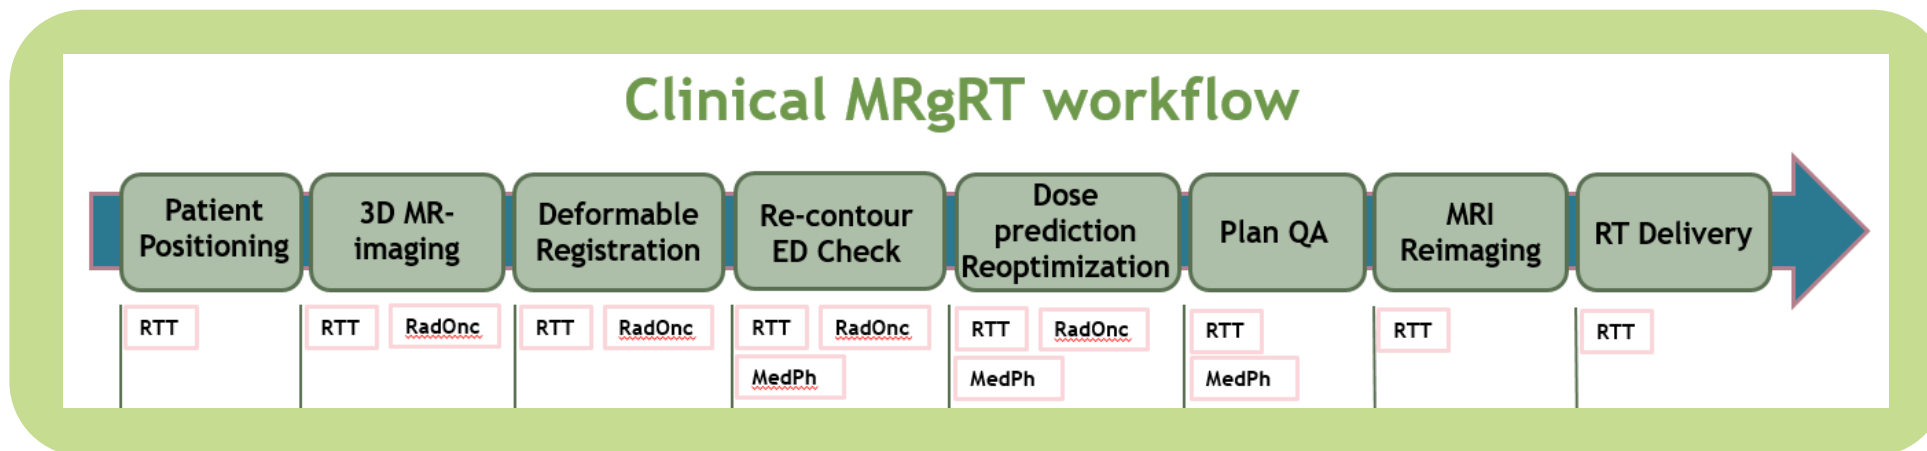 Clinical MRgRT workflow
Patient
Positioning
3D MR-
imaging
Deformable
Registration
Re-contour
ED Check
Dose
prediction
Reoptimization
Plan QA
MRI
Reimaging
RT Delivery
RTT
RTT RadOnc
RTT RadOnc
RTT RadOnc
MedPh
RTT RadOnc
MedPh
RTT
MedPh
RTT
RTT